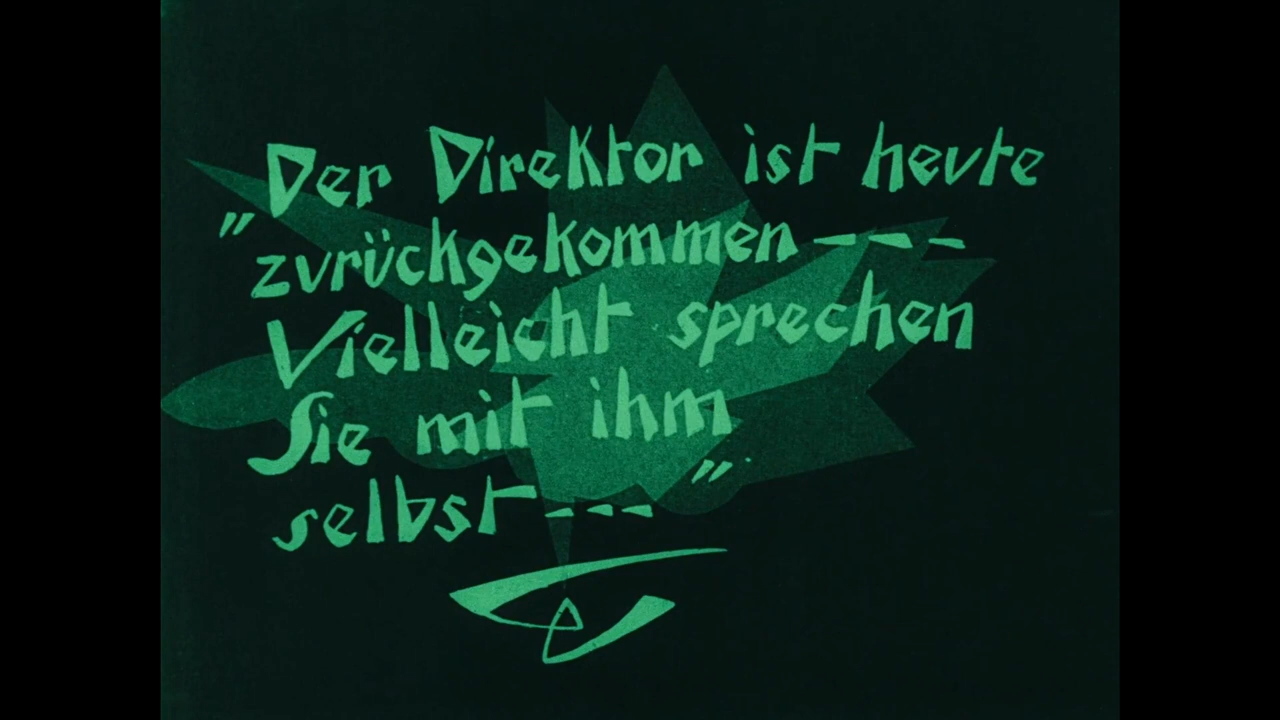 "Der Direktor ist heute
zurückgekommen - - -
Vielleicht sprechen
Sie mit ihm
selbst - - - "